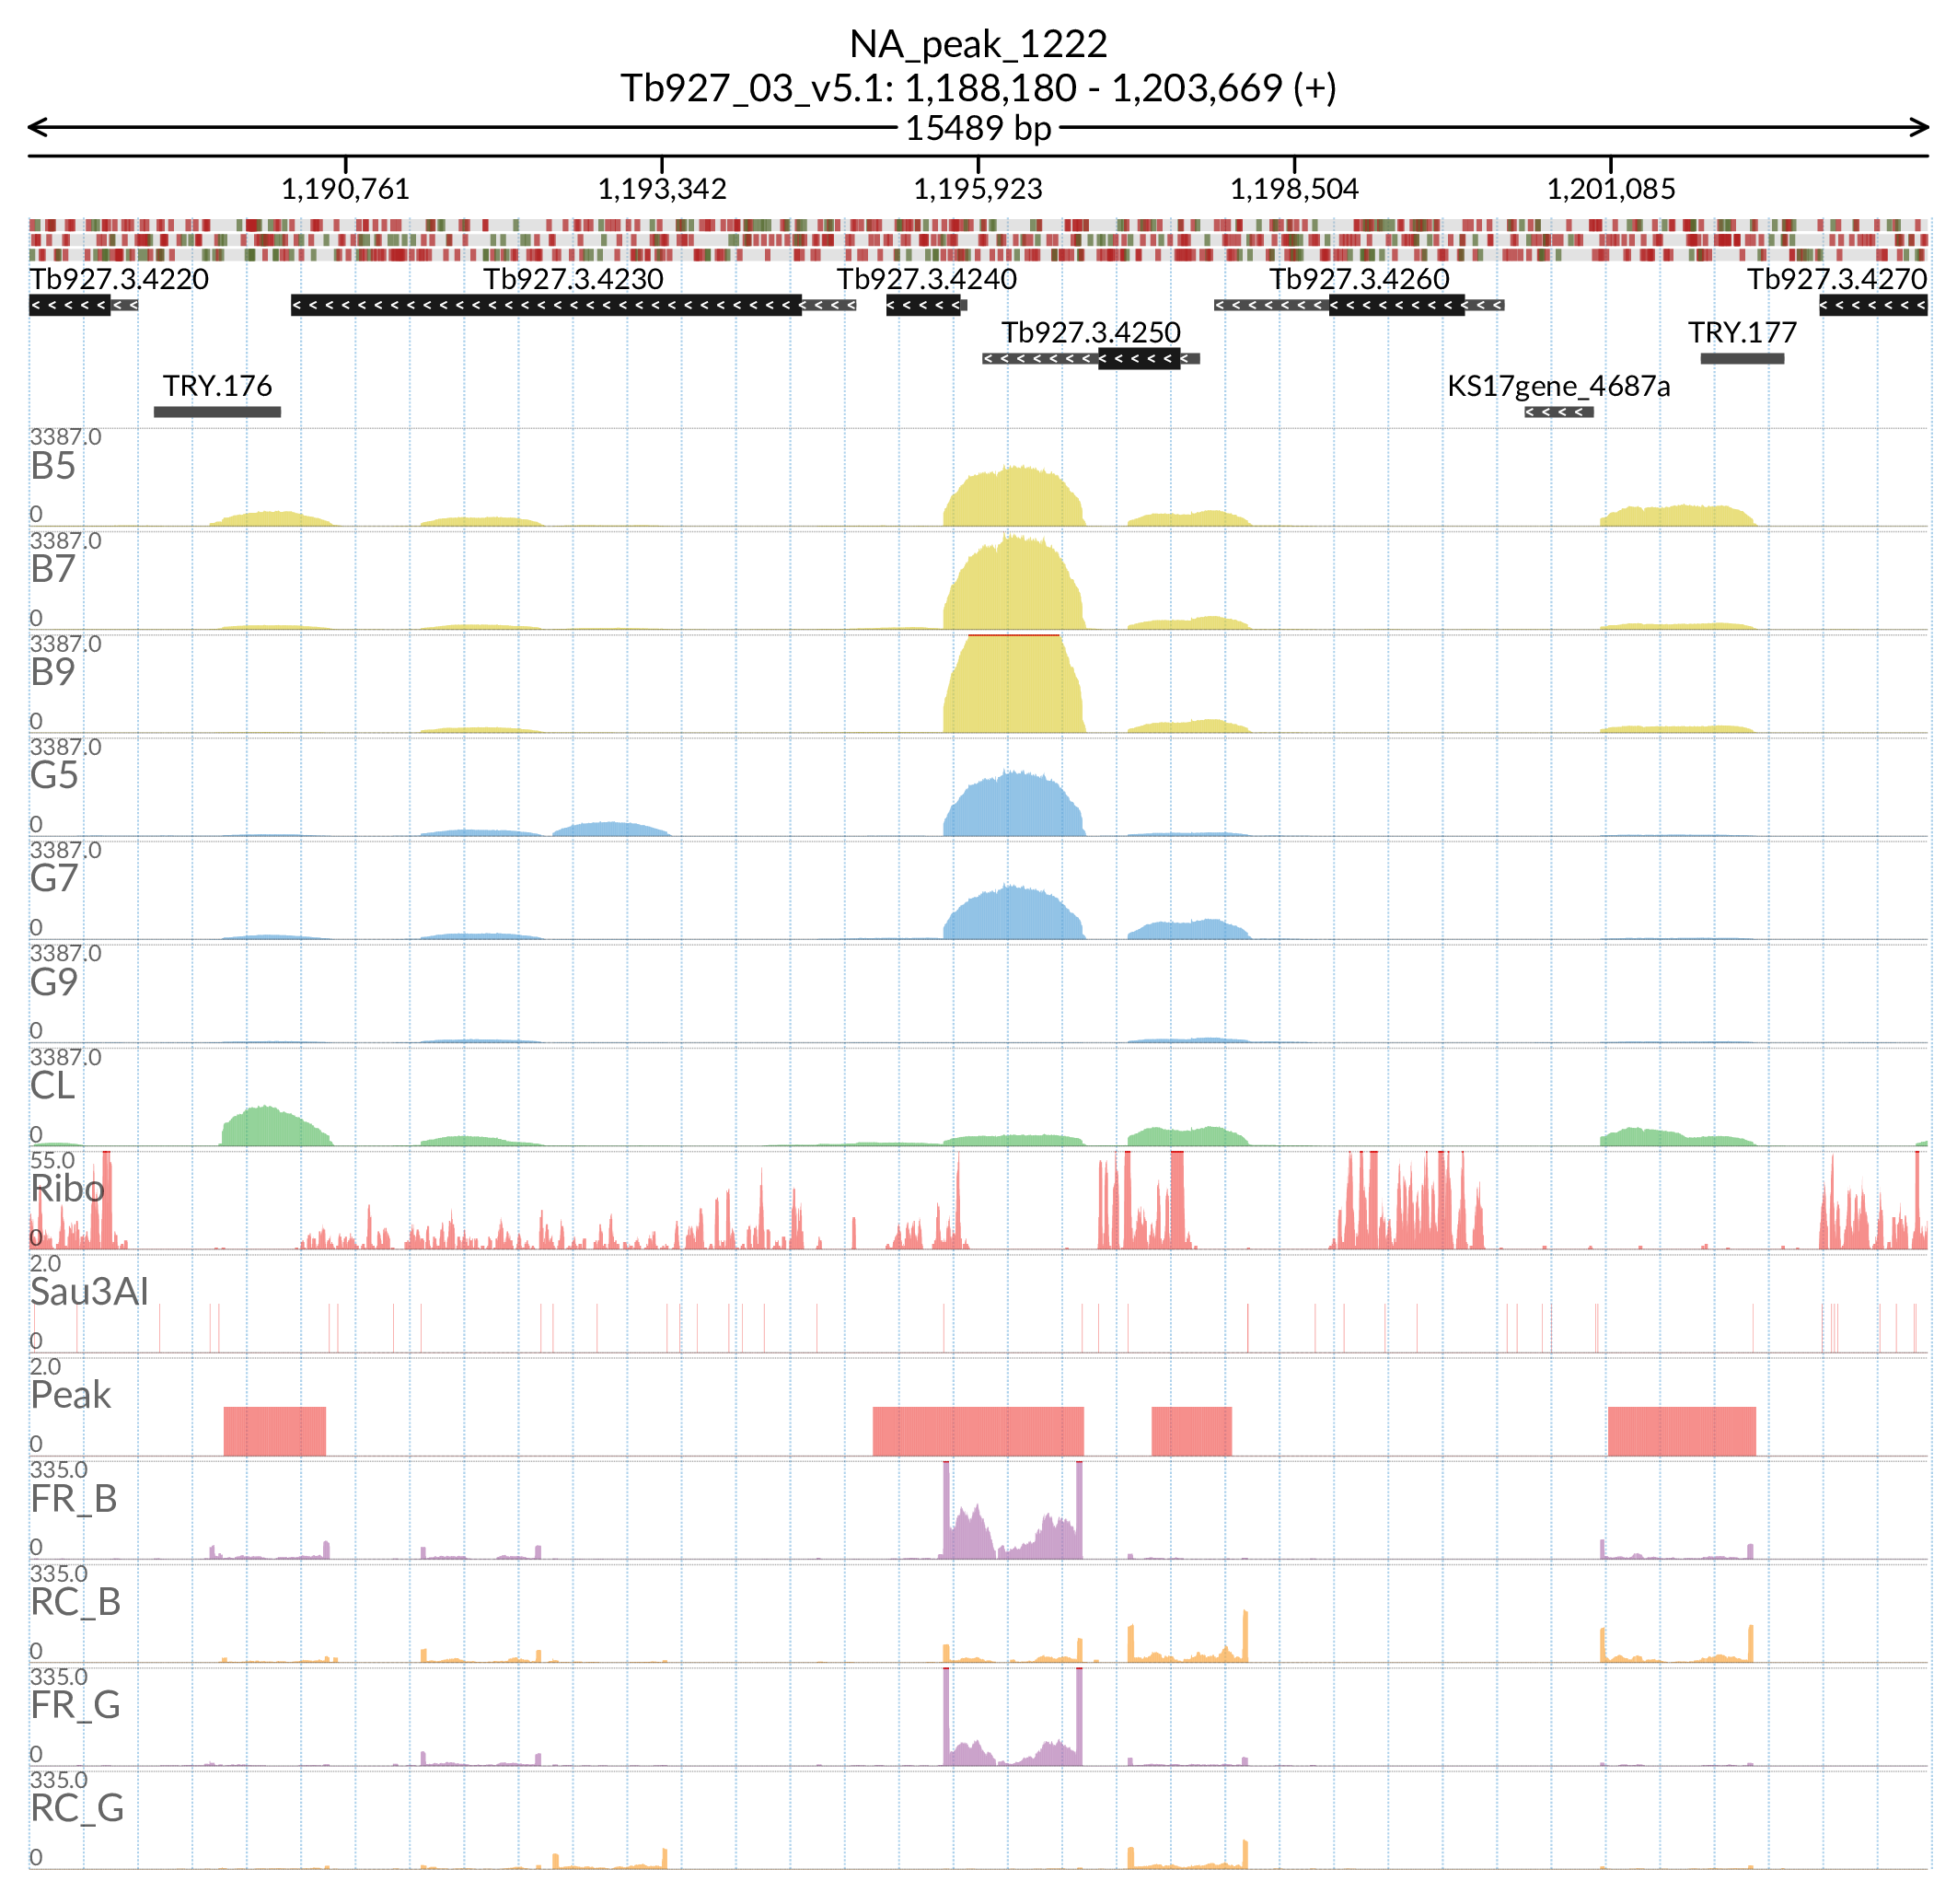 NA_peak_1222
Tb927_03_v5.1: 1,188,180 - 1,203,669 (+)
15489 bp
1,190,761 1,193,342 1,195,923 1,198,504 1,201,085
Tb927.3.4220 Tb927.3.4230 Tb927.3.4240 Tb927.3.4260 Tb927.3.4270
Tb927.3.4250 TRY.177
TRY.176 KS17gene_4687a
3387.0
B5
0
3387.0
B7
0
3387.0
B9
0
3387.0
G5
0
3387.0
G7
0
3387.0
G9
0
3387.0
CL
0
55.0
Ribo
0
2.0
Sau3AI
0
2.0
Peak
0
335.0
FR_B
0
335.0
RC_B
0
335.0
FR_G
0
335.0
RC_G
0